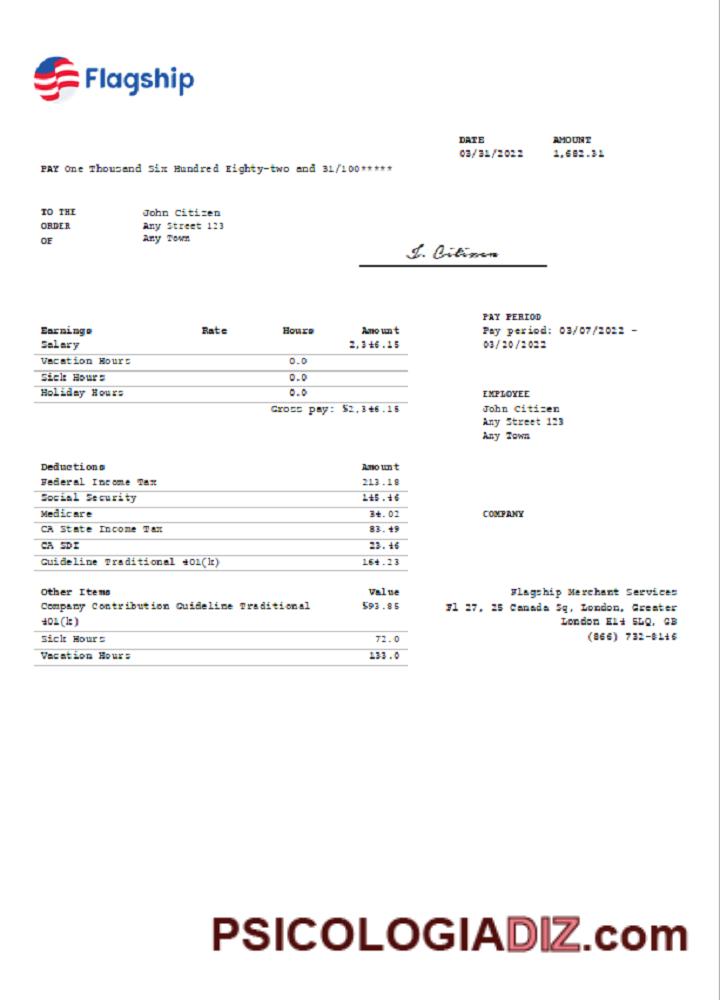 Flagship
DATE AMOUNT
03/31/2022 1,682.31
PAY One Thousand Six Hundred Eighty-two and 31/100*****
TO THE ORDER OF
John Citizen
Any Street 123
Any Town
J. Citizen
PAY PERIOD
Pay period: 03/07/2022 -
03/20/2022
Earnings Rate Hours Amount
Salary 2,346.15
Vacation Hours 0.0
Sick Hours 0.0
Holiday Hours 0.0
Gross pay: $2,346.15
EMPLOYEE
John Citizen
Any Street 123
Any Town
Deductions Amount
Federal Income Tax 213.18
Social Security 145.46
Medicare 34.02
CA State Income Tax 83.49
CA SDI 23.46
Guideline Traditional 401(k) 164.23
COMPANY
Flagship Merchant Services
Fl 27, 25 Canada Sq, London, Greater
London E14 5LQ, GB
(866) 732-8146
Other Items Value
Company Contribution Guideline Traditional $93.85
401(k)
Sick Hours 72.0
Vacation Hours 133.0
PSICOLOGIADIZ.com